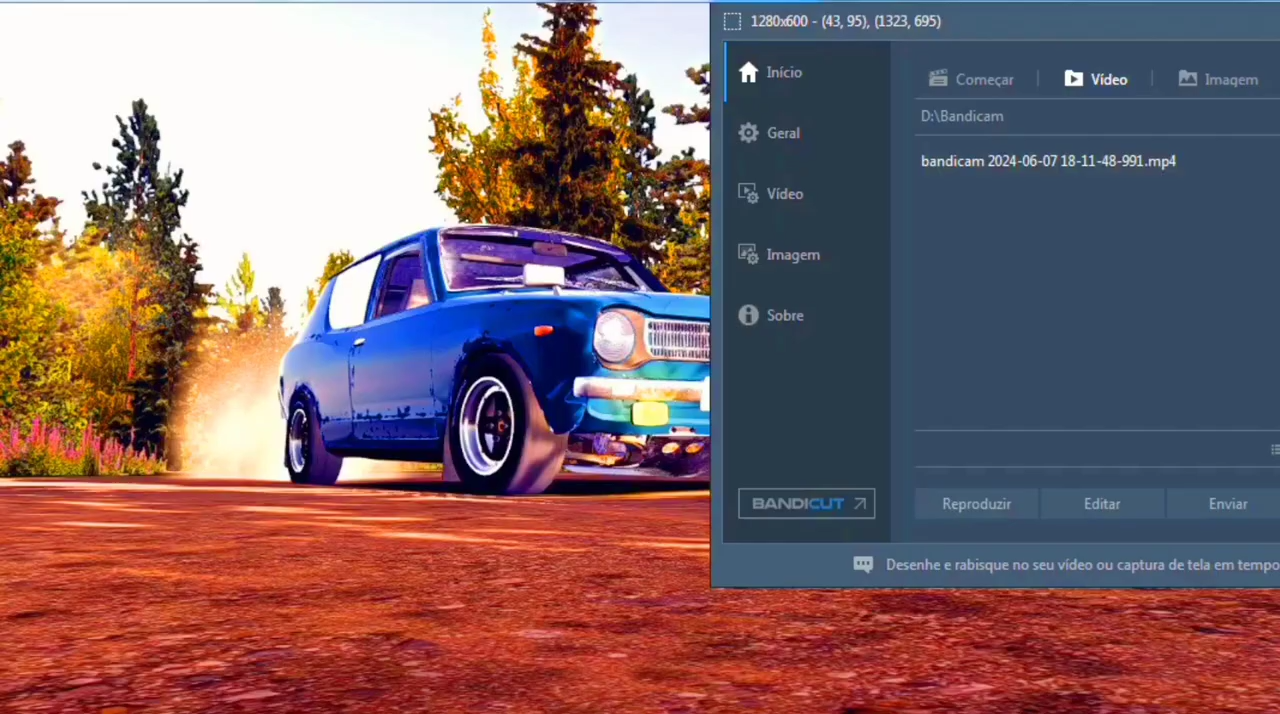 1280x600 - (43, 95), (1323, 695)
Início
Geral
Vídeo
Imagem
Sobre
BANDICUT
Começar
Vídeo
Imagem
D:\Bandicam
bandicam 2024-06-07 18-11-48-991.mp4
Reproduzir
Editar
Enviar
Desenhe e rabisque no seu vídeo ou captura de tela em tempo